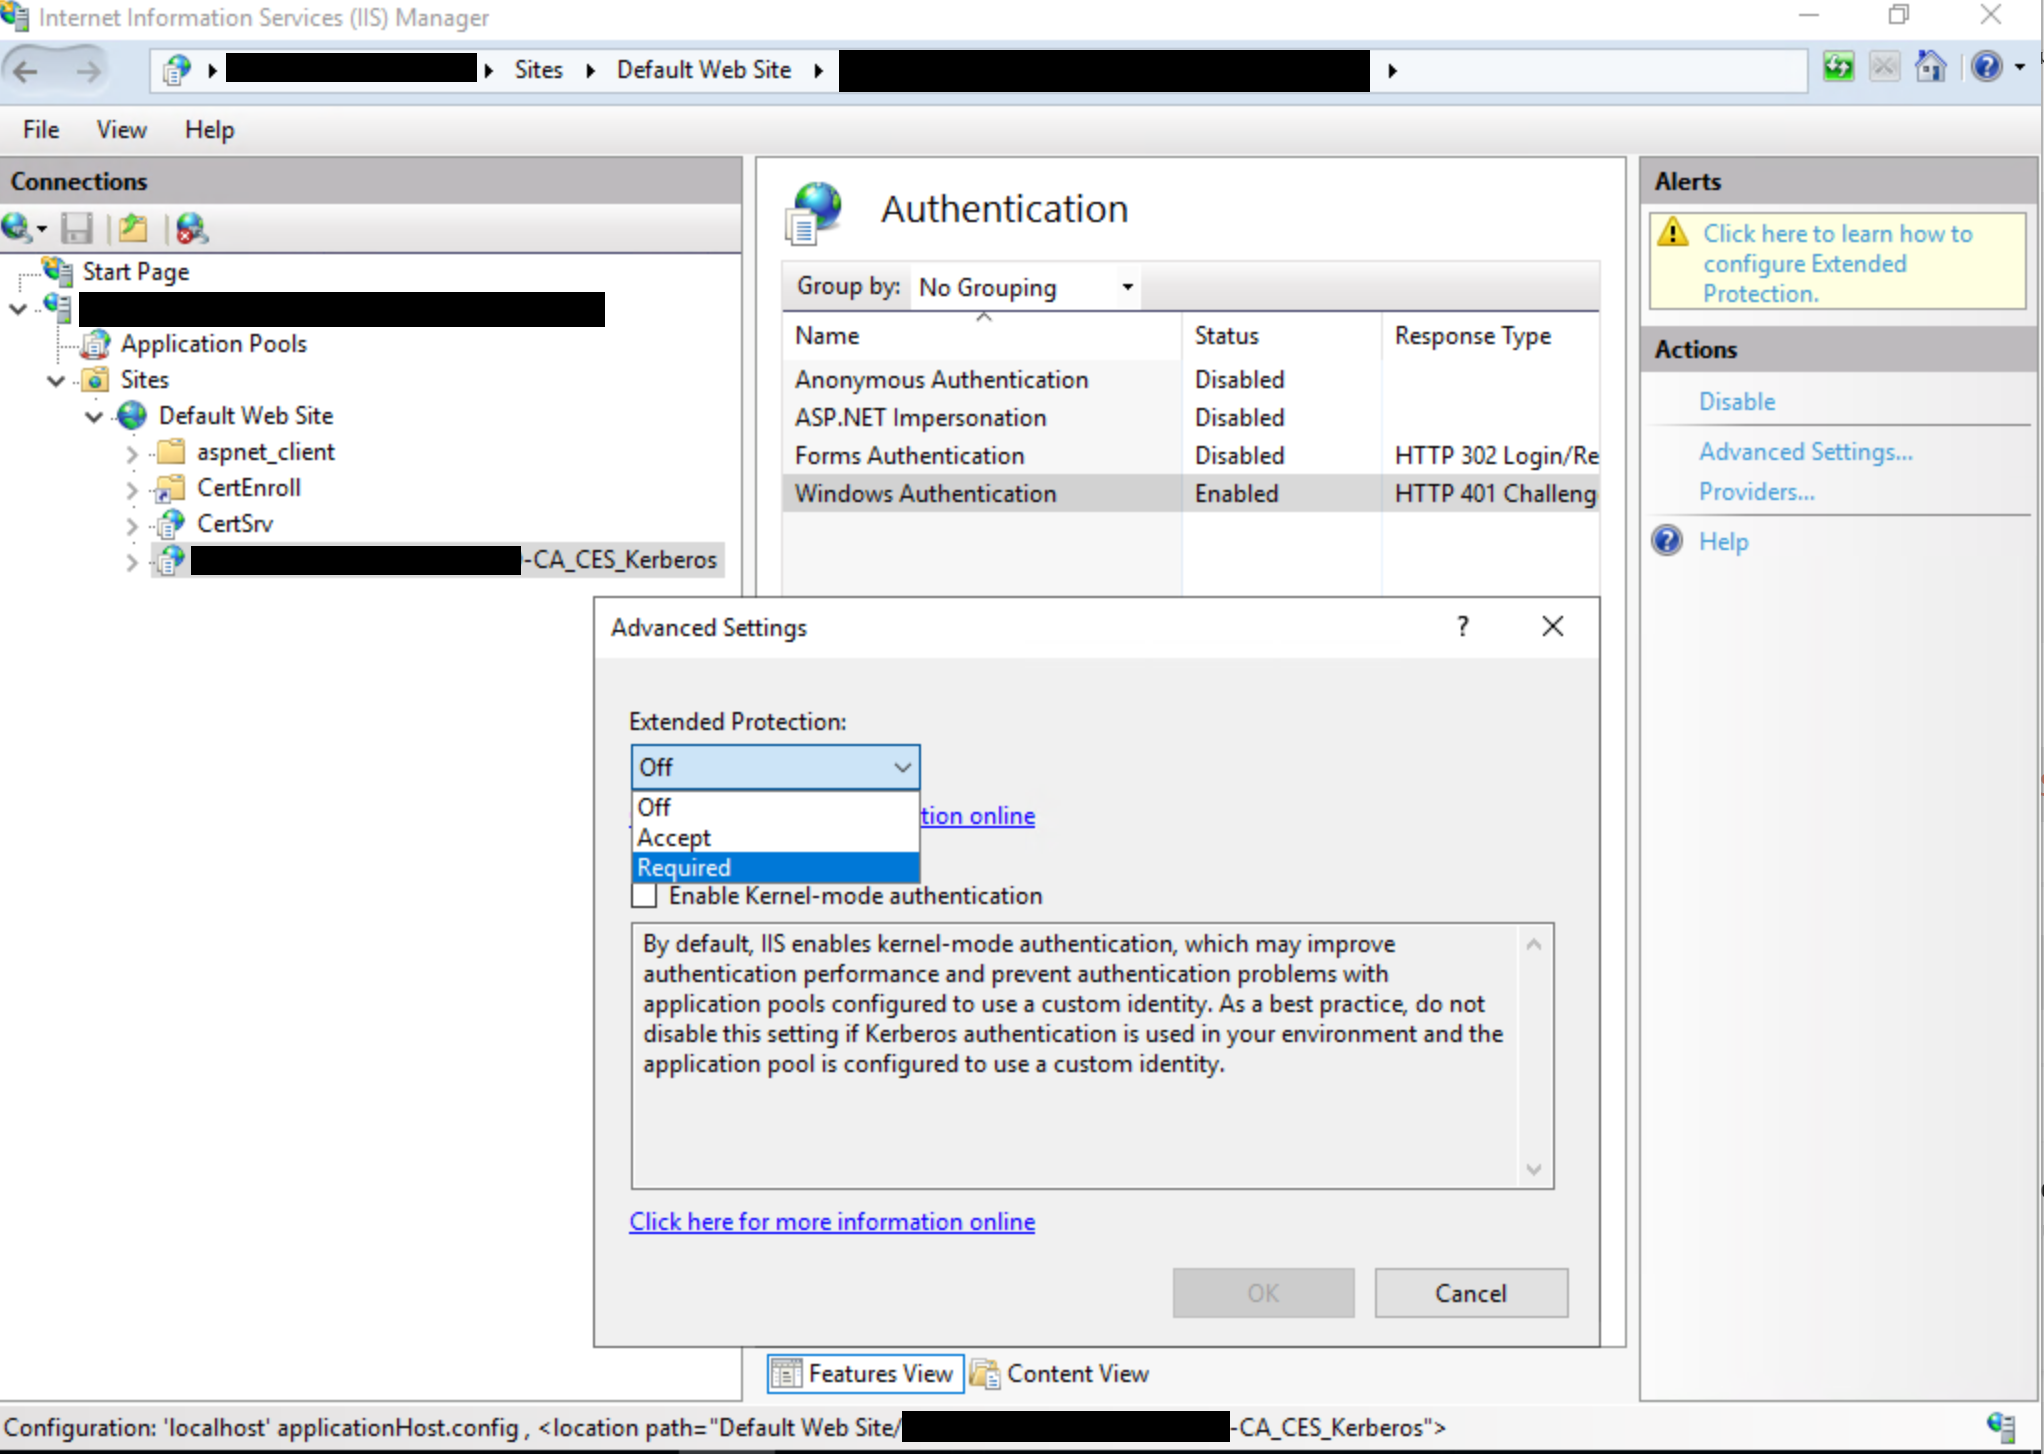 Internet Information Services (IIS) Manager
Sites Default Web Site
File View Help
Connections
Start Page
Application Pools
Sites
Default Web Site
aspnet_client
CertEnroll
CertSrv
-CA_CES_Kerberos
Authentication
Group by: No Grouping
Name Status Response Type
Anonymous Authentication Disabled
ASP.NET Impersonation Disabled
Forms Authentication Disabled HTTP 302 Login/Re
Windows Authentication Enabled HTTP 401 Challeng
Alerts
Click here to learn how to
configure Extended
Protection.
Actions
Disable
Advanced Settings...
Providers...
Help
Advanced Settings ?
Extended Protection:
Off
Off
Accept
Required
tion online
Enable Kernel-mode authentication
By default, IIS enables kernel-mode authentication, which may improve
authentication performance and prevent authentication problems with
application pools configured to use a custom identity. As a best practice, do not
disable this setting if Kerberos authentication is used in your environment and the
application pool is configured to use a custom identity.
Click here for more information online
OK Cancel
Features View Content View
Configuration: 'localhost' applicationHost.config , <location path="Default Web Site/ -CA_CES_Kerberos">